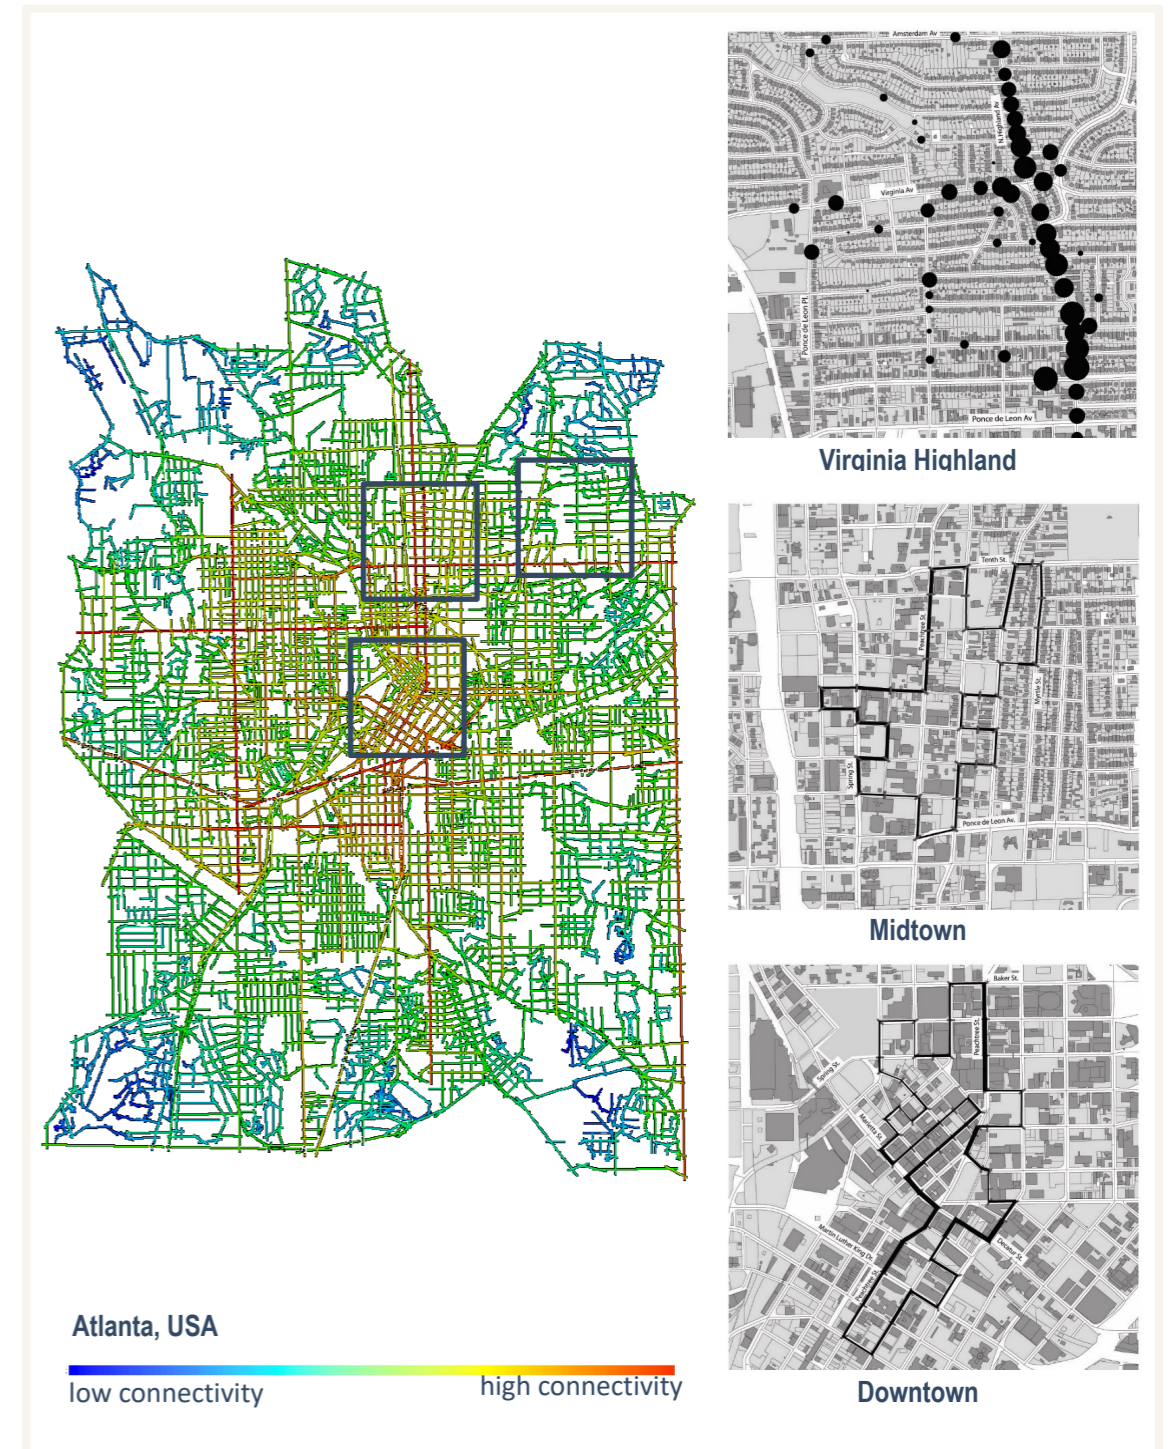 Atlanta, USA
low connectivity
high connectivity
Amsterdam Av
N. Highland Av
Virginia Av
Ponce de Leon Pl.
Ponce de Leon Av
Virginia Highland
Tenth St.
Peachtree St.
Myrtle St.
Spring St.
Ponce de Leon Av.
Midtown
Baker St.
Peachtree St.
Spring St.
Marietta St.
Martin Luther King Dr.
Decatur St.
Peachtree St.
Downtown